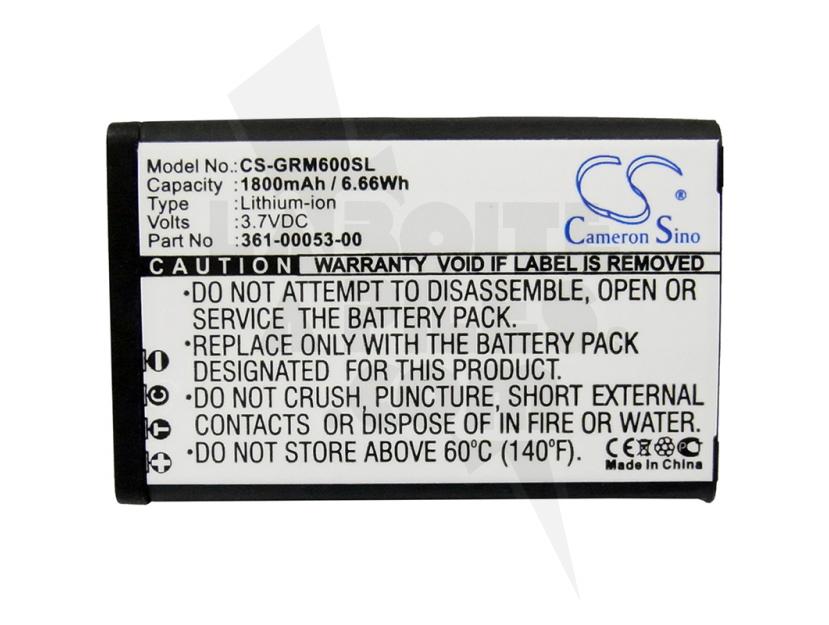 Model No.:CS-GRM600SL
Capacity :1800mAh / 6.66Wh
Type :Lithium-ion
Volts :3.7VDC
Part No :361-00053-00
CS®
Cameron Sino
CAUTION WARRANTY VOID IF LABEL IS REMOVED
•DO NOT ATTEMPT TO DISASSEMBLE, OPEN OR
SERVICE THE BATTERY PACK.
•REPLACE ONLY WITH THE BATTERY PACK
DESIGNATED FOR THIS PRODUCT.
•DO NOT CRUSH, PUNCTURE, SHORT EXTERNAL
CONTACTS OR DISPOSE OF IN FIRE OR WATER.
•DO NOT STORE ABOVE 60°C (140°F).
CE
Made In China
C
T